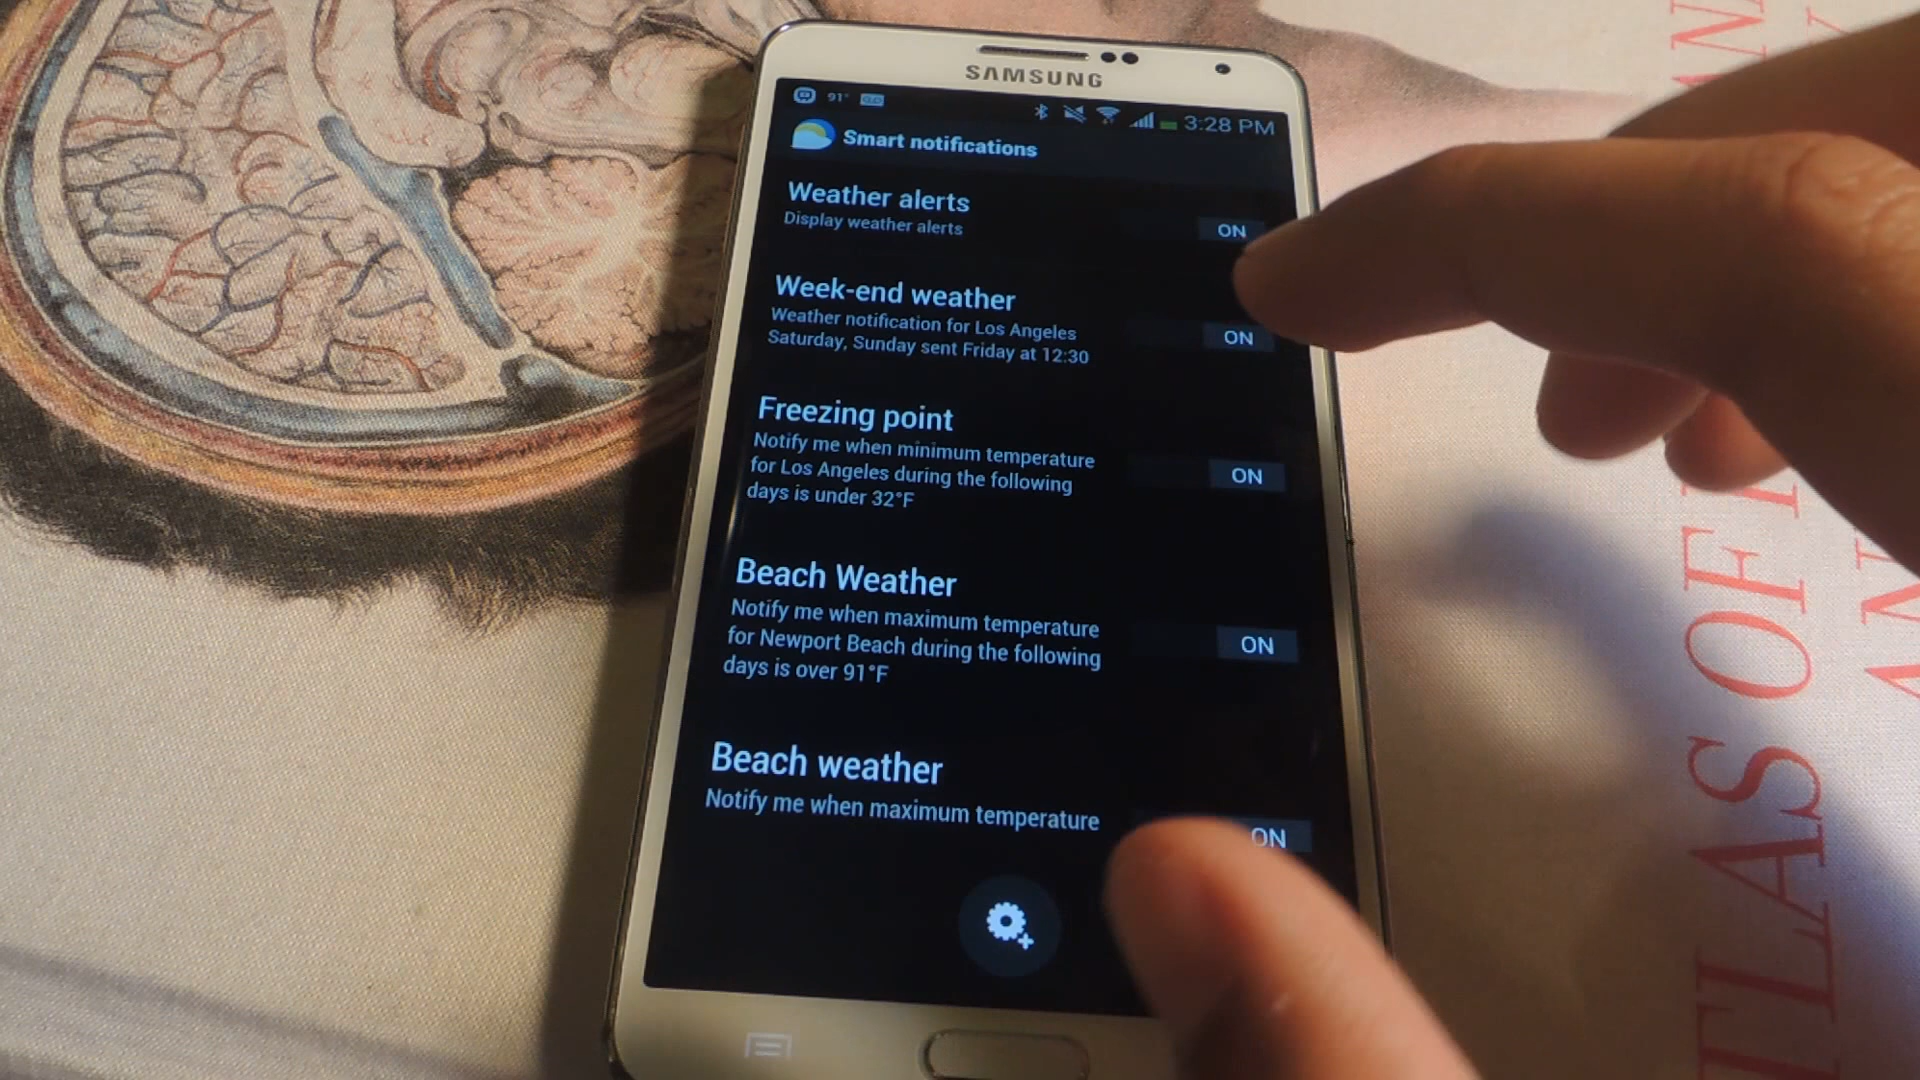 SAMSUNG
91°
3:28 PM
Smart notifications
Weather alerts
Display weather alerts
ON
Week-end weather
Weather notification for Los Angeles
Saturday, Sunday sent Friday at 12:30
ON
Freezing point
Notify me when minimum temperature
for Los Angeles during the following
days is under 32°F
ON
Beach Weather
Notify me when maximum temperature
for Newport Beach during the following
days is over 91°F
ON
Beach weather
Notify me when maximum temperature
ON
ATLAS OF